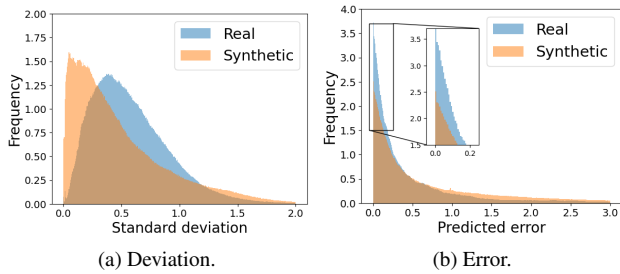 Real
Synthetic
Frequency
2.00
1.75
1.50
1.25
1.00
0.75
0.50
0.25
0.00
0.0 0.5 1.0 1.5 2.0
Standard deviation
(a) Deviation.
Real
Synthetic
Frequency
4.0
3.5
3.0
2.5
2.0
1.5
1.0
0.5
0.0
3.5
3.0
2.5
2.0
1.5
0.0 0.2
0.0 0.5 1.0 1.5 2.0 2.5 3.0
Predicted error
(b) Error.